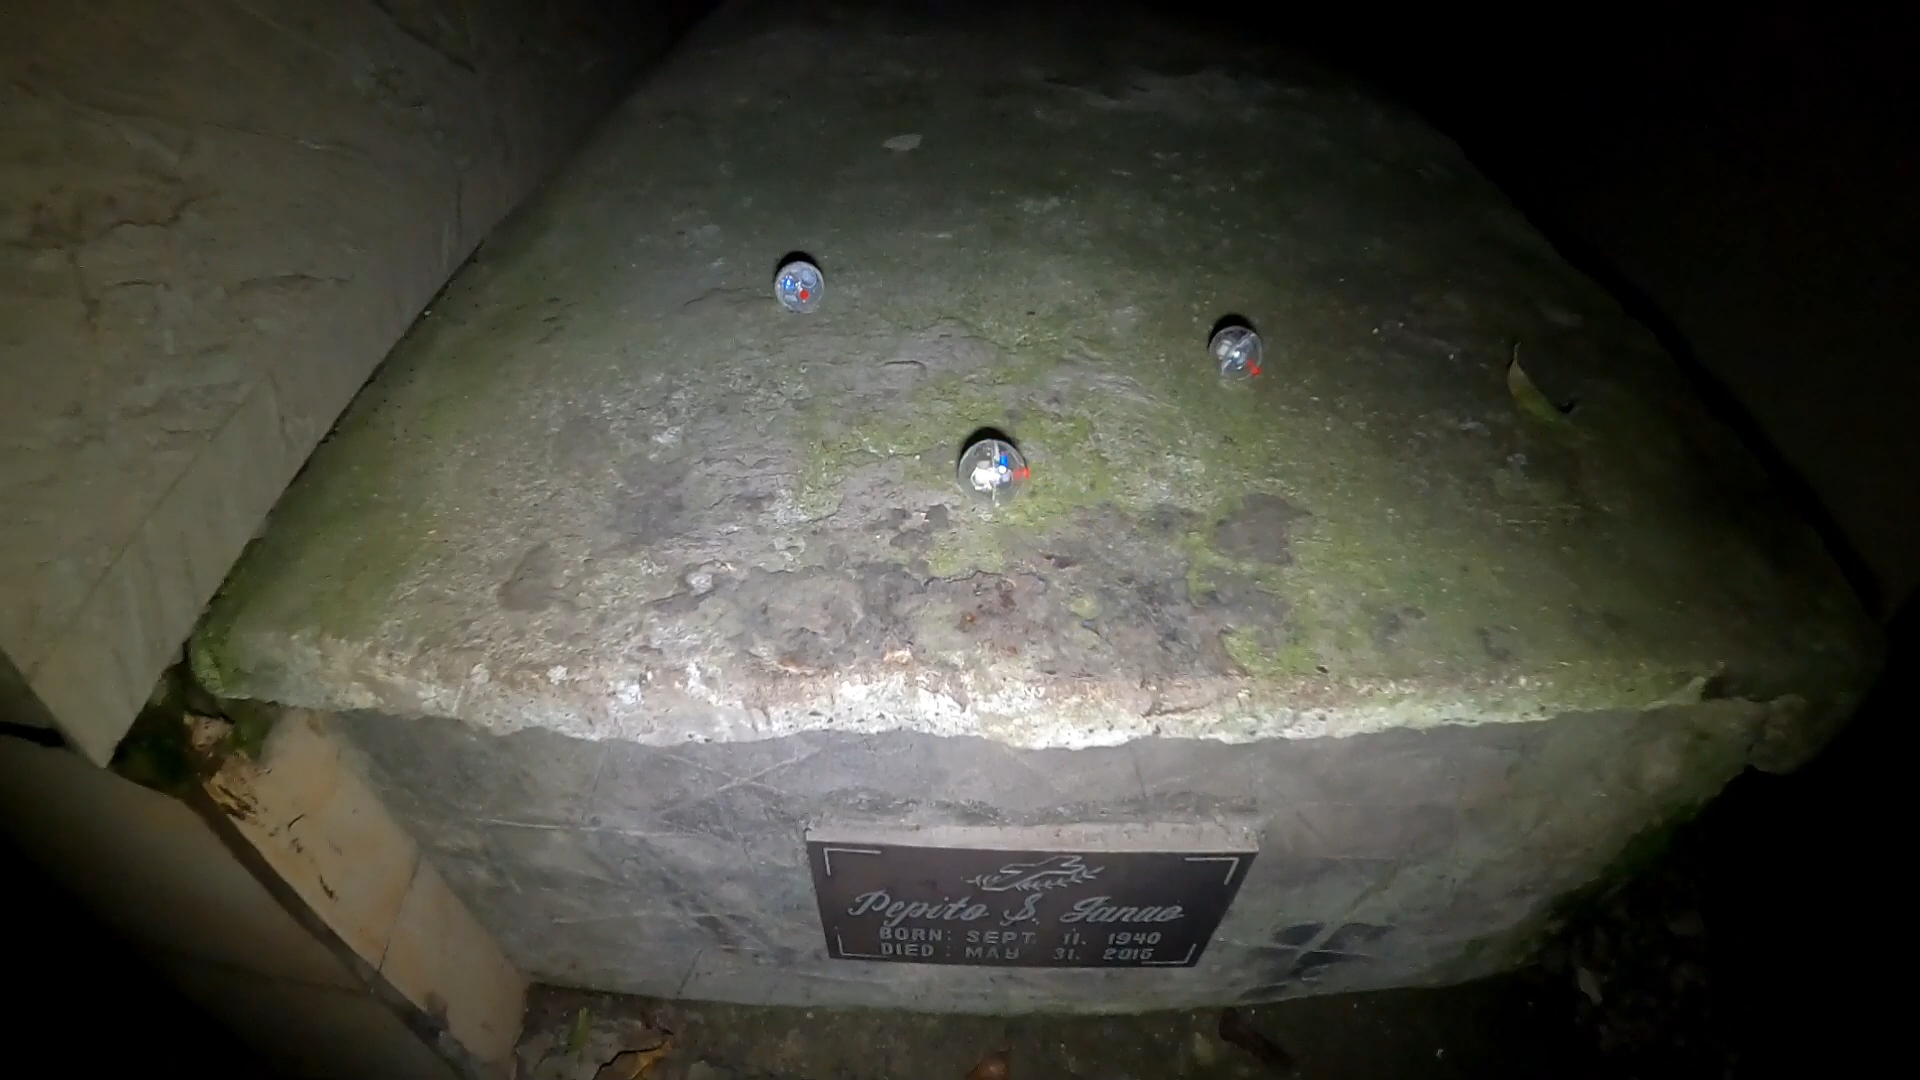 Pepito S. Janao
BORN: SEPT. 11. 1940
DIED : MAY 31. 2015